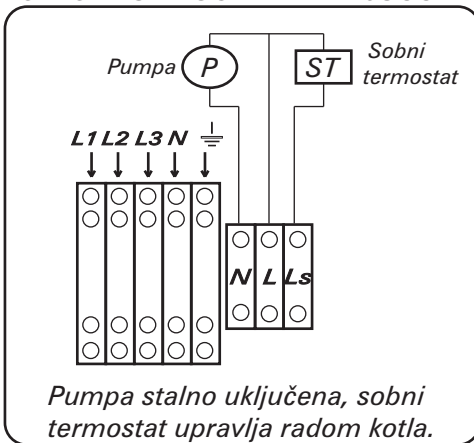 Pumpa P ST Sobni
termostat
L1 L2 L3 N
N L Ls
Pumpa stalno uključena, sobni
termostat upravlja radom kotla.